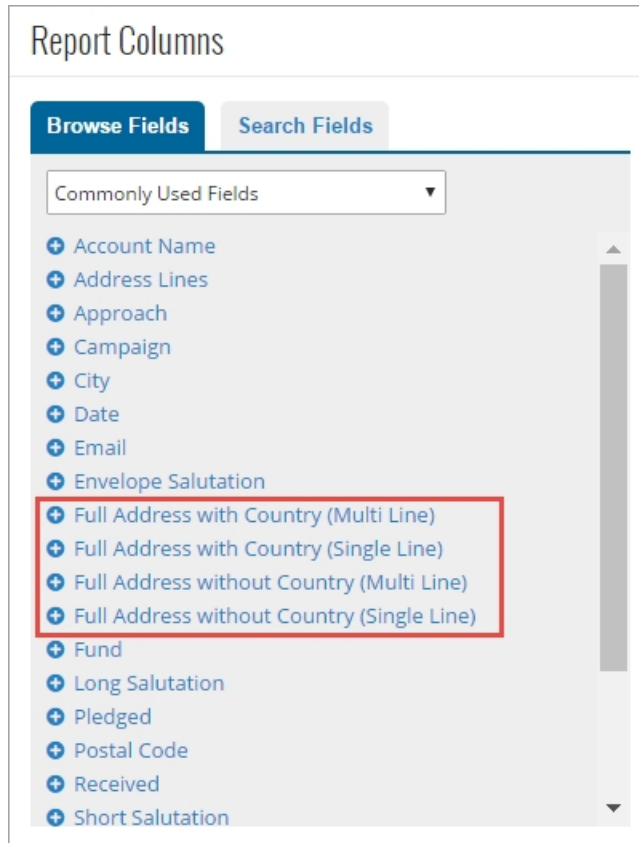 Report Columns
Browse Fields
Search Fields
Commonly Used Fields
Account Name
Address Lines
Approach
Campaign
City
Date
Email
Envelope Salutation
Full Address with Country (Multi Line)
Full Address with Country (Single Line)
Full Address without Country (Multi Line)
Full Address without Country (Single Line)
Fund
Long Salutation
Pledged
Postal Code
Received
Short Salutation